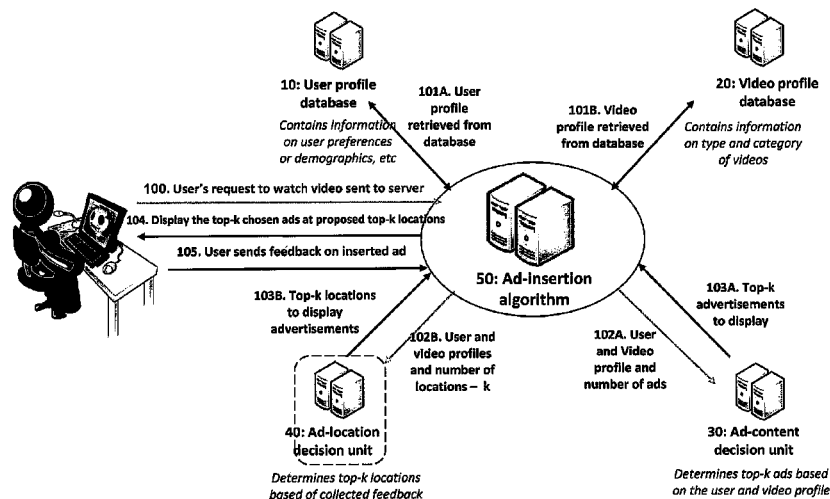 10: User profile
database
Contains Information
on user preferences
or demographics, etc
101A. User
profile
retrieved from
database
101B. Video
profile retrieved
from database
20: Video profile
database
Contains information
on type and category
of videos
100. User's request to watch video sent to server
104. Display the top-k chosen ads at proposed top-k locations
105. User sends feedback on inserted ad
50: Ad-insertion
algorithm
103B. Top-k
locations to
display
advertisements
102B. User and
video profiles
and number of
locations – k
102A. User
and Video
profile and
number of ads
103A. Top-k
advertisements
to display
40: Ad-location
decision unit
Determines top-k locations
based of collected feedback
30: Ad-content
decision unit
Determines top-k ads based
on the user and video profile